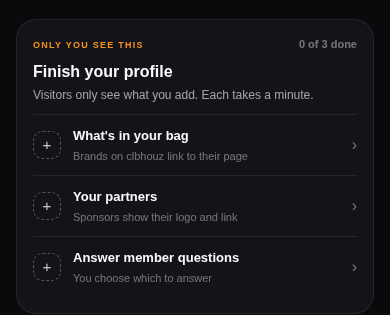 ONLY YOU SEE THIS
0 of 3 done
Finish your profile
Visitors only see what you add. Each takes a minute.
+
What's in your bag
Brands on clbhouz link to their page
›
+
Your partners
Sponsors show their logo and link
›
+
Answer member questions
You choose which to answer
›